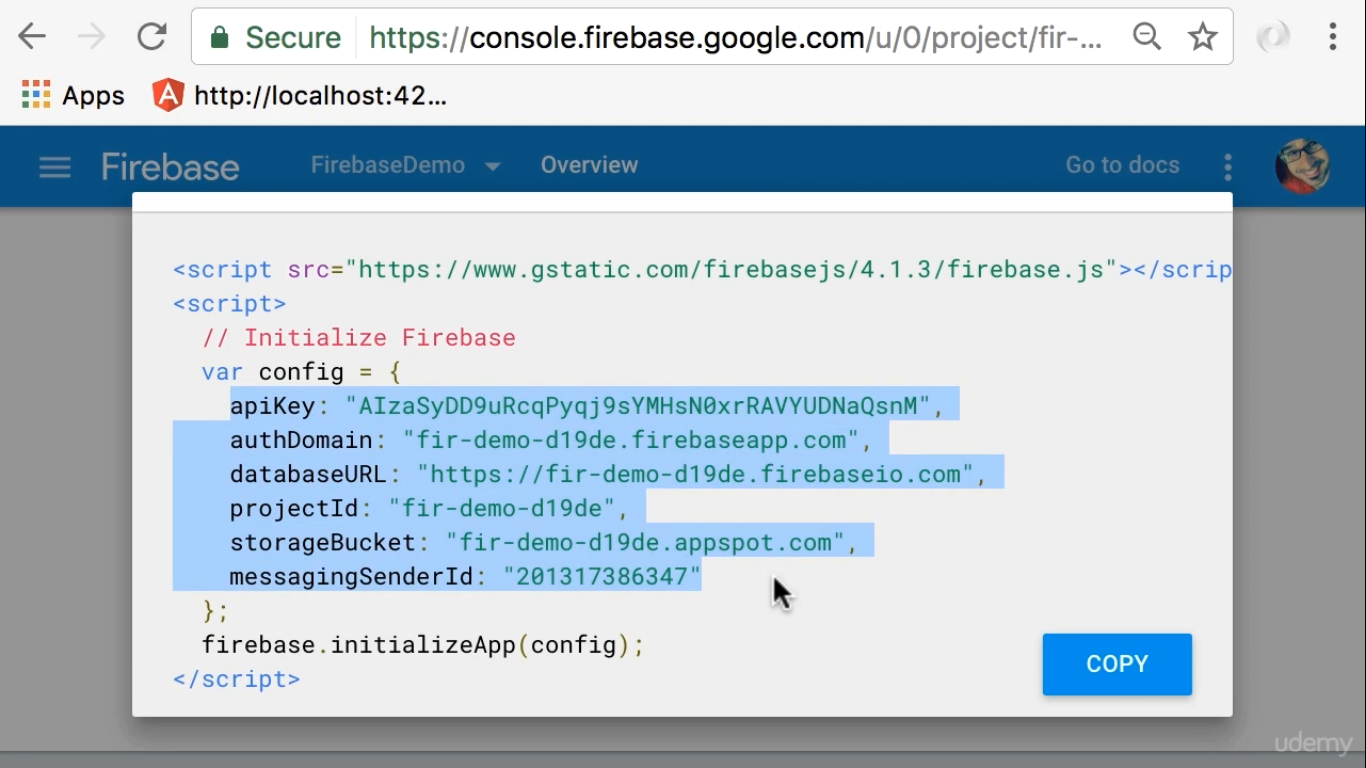 Secure https://console.firebase.google.com/u/0/project/fir-...
Apps http://localhost:42...
Firebase FirebaseDemo Overview Go to docs
<script src="https://www.gstatic.com/firebasejs/4.1.3/firebase.js"></scrip
<script>
// Initialize Firebase
var config = {
apiKey: "AIzaSyDD9uRcqPyqj9sYMHsN0xrRAVYUDNaQsnM",
authDomain: "fir-demo-d19de.firebaseapp.com",
databaseURL: "https://fir-demo-d19de.firebaseio.com",
projectId: "fir-demo-d19de",
storageBucket: "fir-demo-d19de.appspot.com",
messagingSenderId: "201317386347"
};
firebase.initializeApp(config);
</script>
COPY
udemy